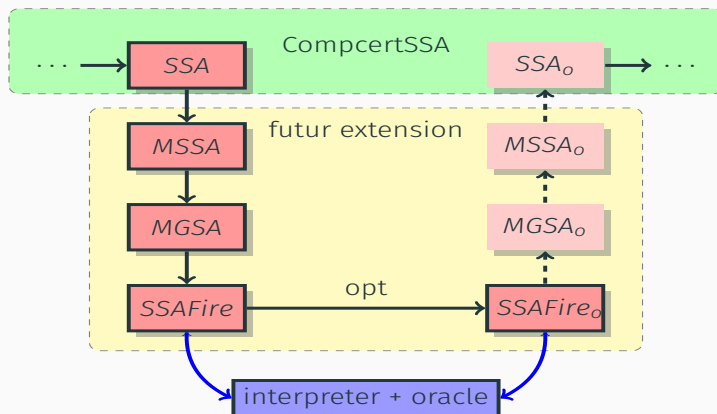 CompcertSSA
... SSA SSAₒ ...
futur extension
MSSA MSSAₒ
MGSA MGSAₒ
opt
SSAFire SSAFireₒ
interpreter + oracle